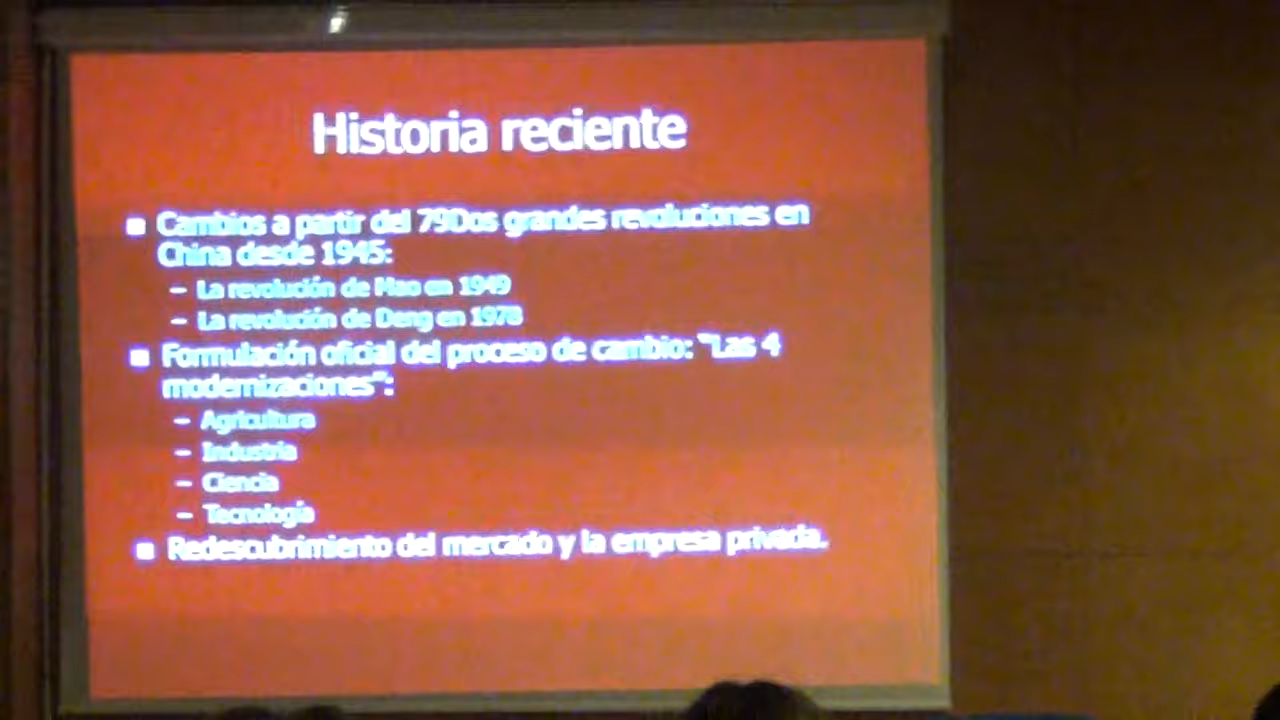 Historia reciente
Cambios a partir del 79Dos grandes revoluciones en
China desde 1945:
– La revolución de Mao en 1949
– La revolución de Deng en 1978
Formulación oficial del proceso de cambio: "Las 4
modernizaciones":
– Agricultura
– Industria
– Ciencia
– Tecnología
Redescubrimiento del mercado y la empresa privada.